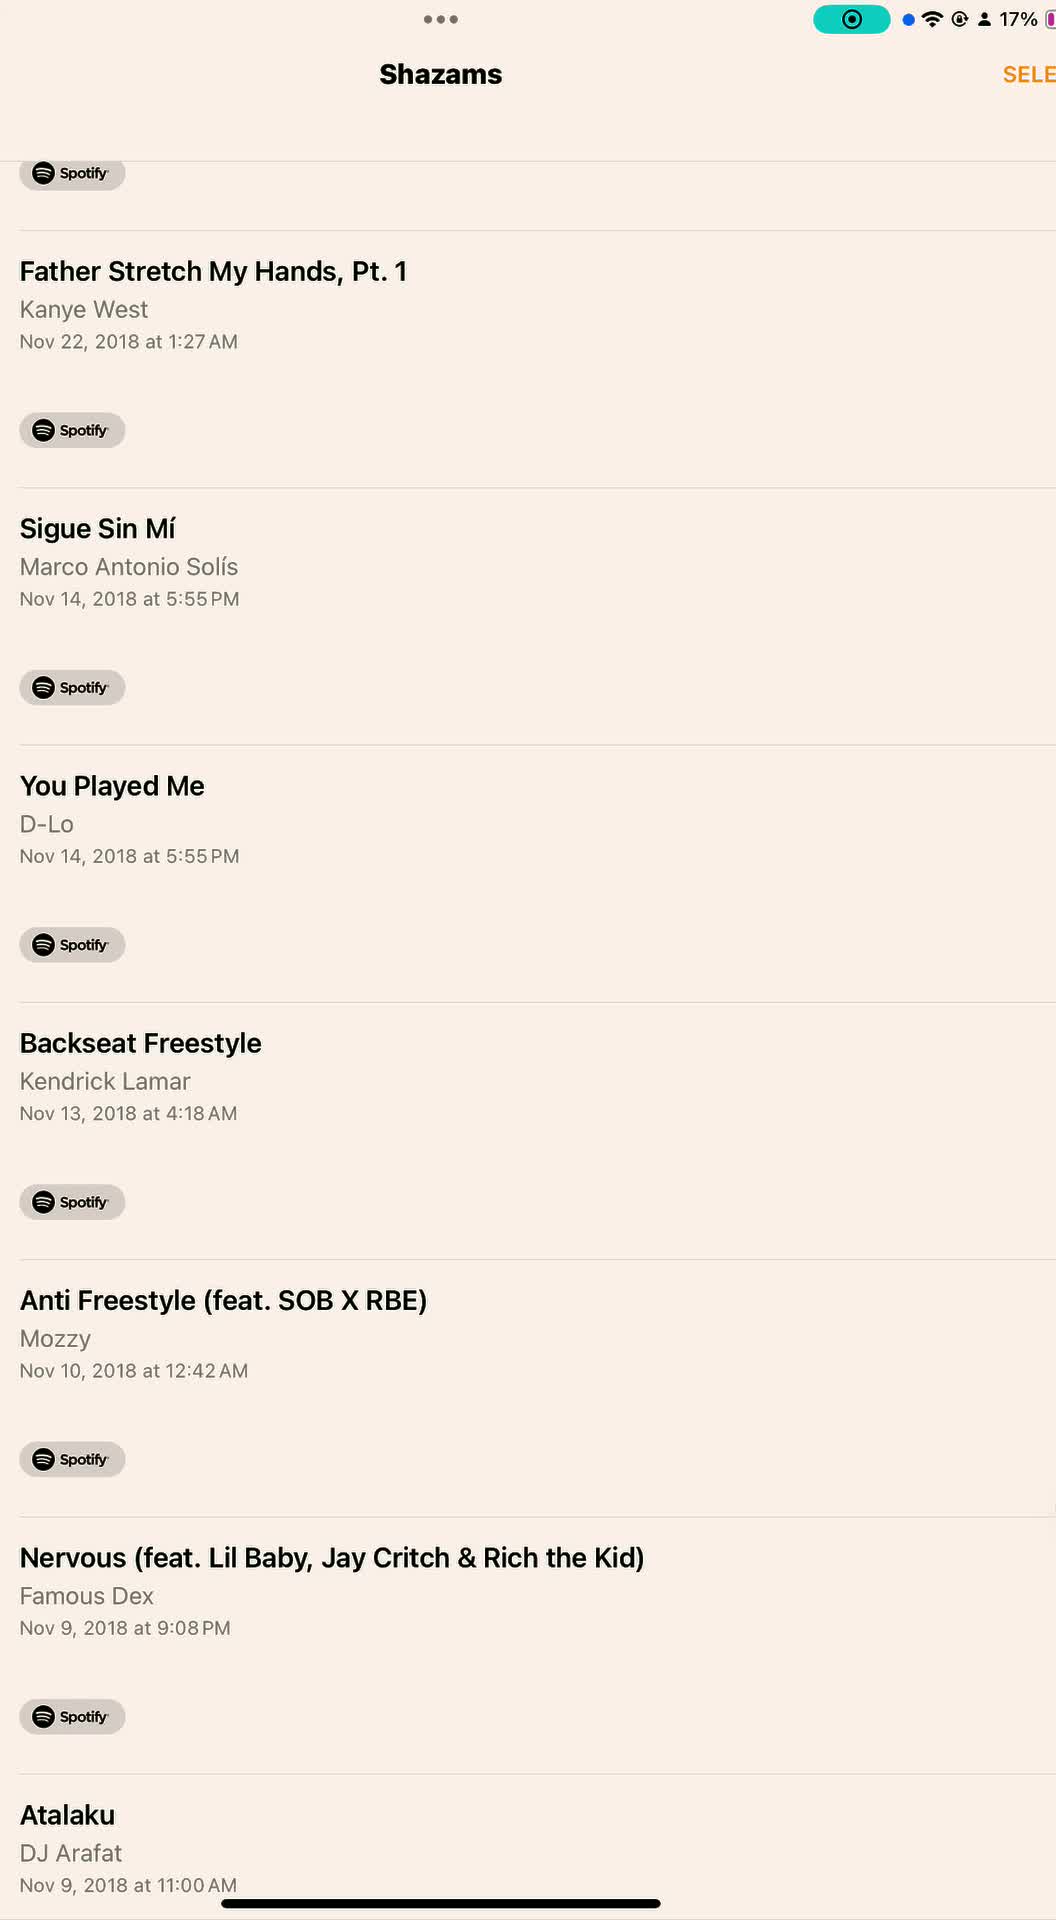 17%
Shazams
SELE
Spotify
Father Stretch My Hands, Pt. 1
Kanye West
Nov 22, 2018 at 1:27 AM
Spotify
Sigue Sin Mí
Marco Antonio Solís
Nov 14, 2018 at 5:55 PM
Spotify
You Played Me
D-Lo
Nov 14, 2018 at 5:55 PM
Spotify
Backseat Freestyle
Kendrick Lamar
Nov 13, 2018 at 4:18 AM
Spotify
Anti Freestyle (feat. SOB X RBE)
Mozzy
Nov 10, 2018 at 12:42 AM
Spotify
Nervous (feat. Lil Baby, Jay Critch & Rich the Kid)
Famous Dex
Nov 9, 2018 at 9:08 PM
Spotify
Atalaku
DJ Arafat
Nov 9, 2018 at 11:00 AM